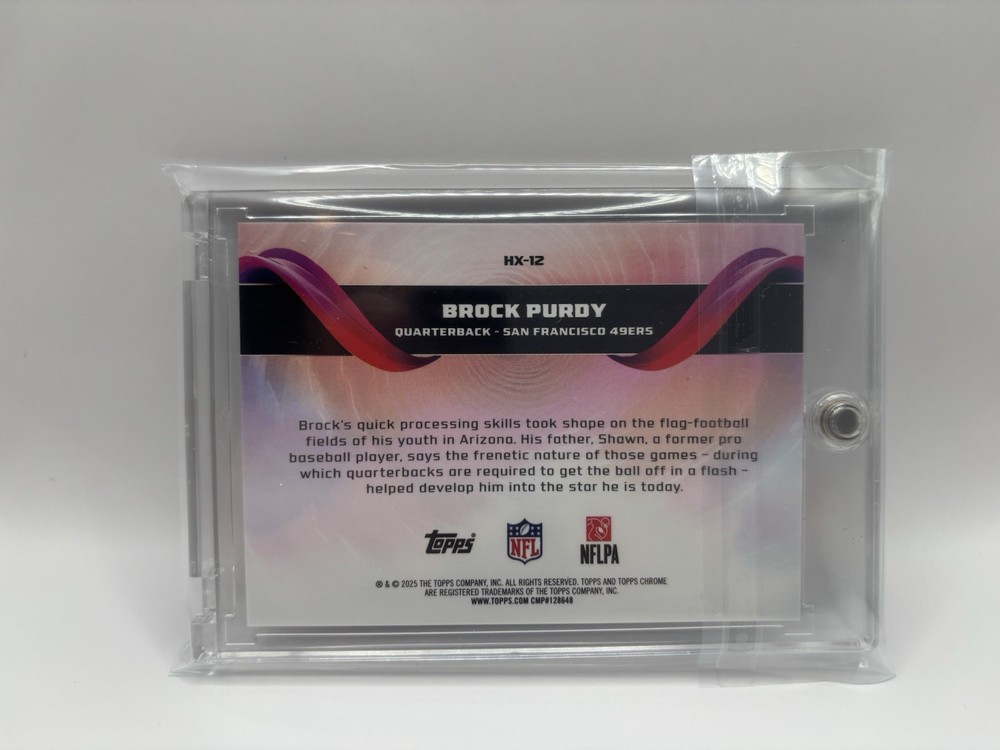 HX-12
BROCK PURDY
QUARTERBACK - SAN FRANCISCO 49ERS
Brock's quick processing skills took shape on the flag-football
fields of his youth in Arizona. His father, Shawn, a former pro
baseball player, says the frenetic nature of those games – during
which quarterbacks are required to get the ball off in a flash –
helped develop him into the star he is today.
topps®
NFL
NFLPA
® & © 2025 THE TOPPS COMPANY, INC. ALL RIGHTS RESERVED. TOPPS AND TOPPS CHROME
ARE REGISTERED TRADEMARKS OF THE TOPPS COMPANY, INC.
WWW.TOPPS.COM CMP#128648